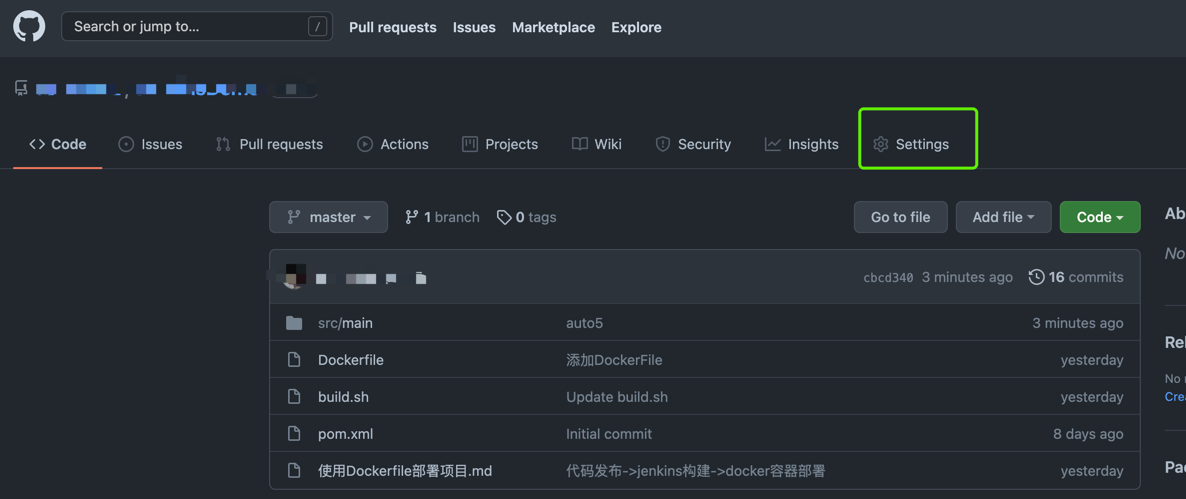 Search or jump to... / Pull requests Issues Marketplace Explore
Code Issues Pull requests Actions Projects Wiki Security Insights Settings
master 1 branch 0 tags Go to file Add file Code
cbcd340 3 minutes ago 16 commits
src/main auto5 3 minutes ago
Dockerfile 添加DockerFile yesterday
build.sh Update build.sh yesterday
pom.xml Initial commit 8 days ago
使用Dockerfile部署项目.md 代码发布->jenkins构建->docker容器部署 yesterday
Ab
No
Rel
No
Crea
Pac